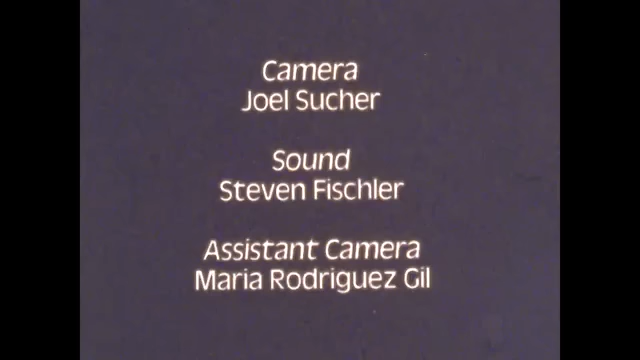 Camera
Joel Sucher
Sound
Steven Fischler
Assistant Camera
Maria Rodriguez Gil